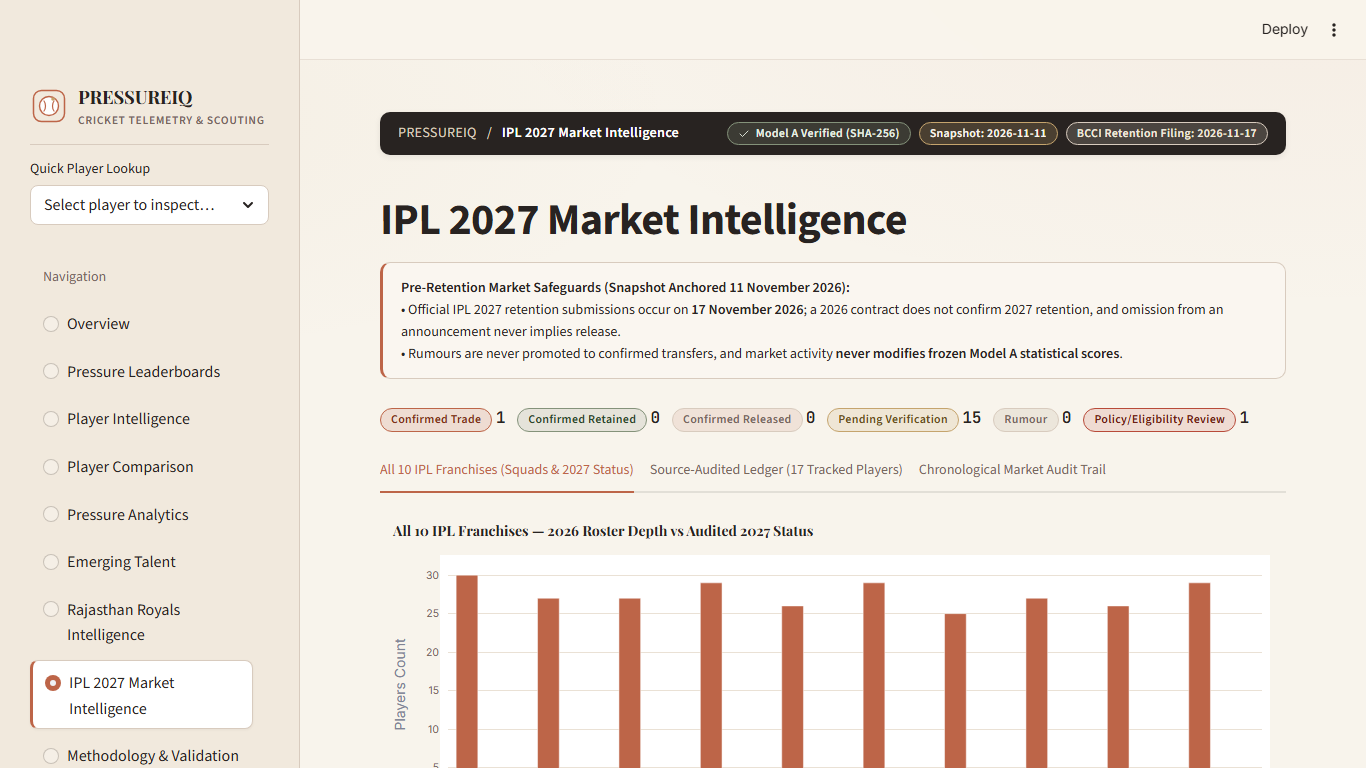 Deploy
PRESSUREIQ
CRICKET TELEMETRY & SCOUTING
Quick Player Lookup
Select player to inspect...
Navigation
Overview
Pressure Leaderboards
Player Intelligence
Player Comparison
Pressure Analytics
Emerging Talent
Rajasthan Royals
Intelligence
IPL 2027 Market
Intelligence
Methodology & Validation
PRESSUREIQ / IPL 2027 Market Intelligence
✓ Model A Verified (SHA-256)
Snapshot: 2026-11-11
BCCI Retention Filing: 2026-11-17
IPL 2027 Market Intelligence
Pre-Retention Market Safeguards (Snapshot Anchored 11 November 2026):
• Official IPL 2027 retention submissions occur on 17 November 2026; a 2026 contract does not confirm 2027 retention, and omission from an
announcement never implies release.
• Rumours are never promoted to confirmed transfers, and market activity never modifies frozen Model A statistical scores.
Confirmed Trade 1 Confirmed Retained 0 Confirmed Released 0 Pending Verification 15 Rumour 0 Policy/Eligibility Review 1
All 10 IPL Franchises (Squads & 2027 Status) Source-Audited Ledger (17 Tracked Players) Chronological Market Audit Trail
All 10 IPL Franchises — 2026 Roster Depth vs Audited 2027 Status
Players Count
30
25
20
15
10
5